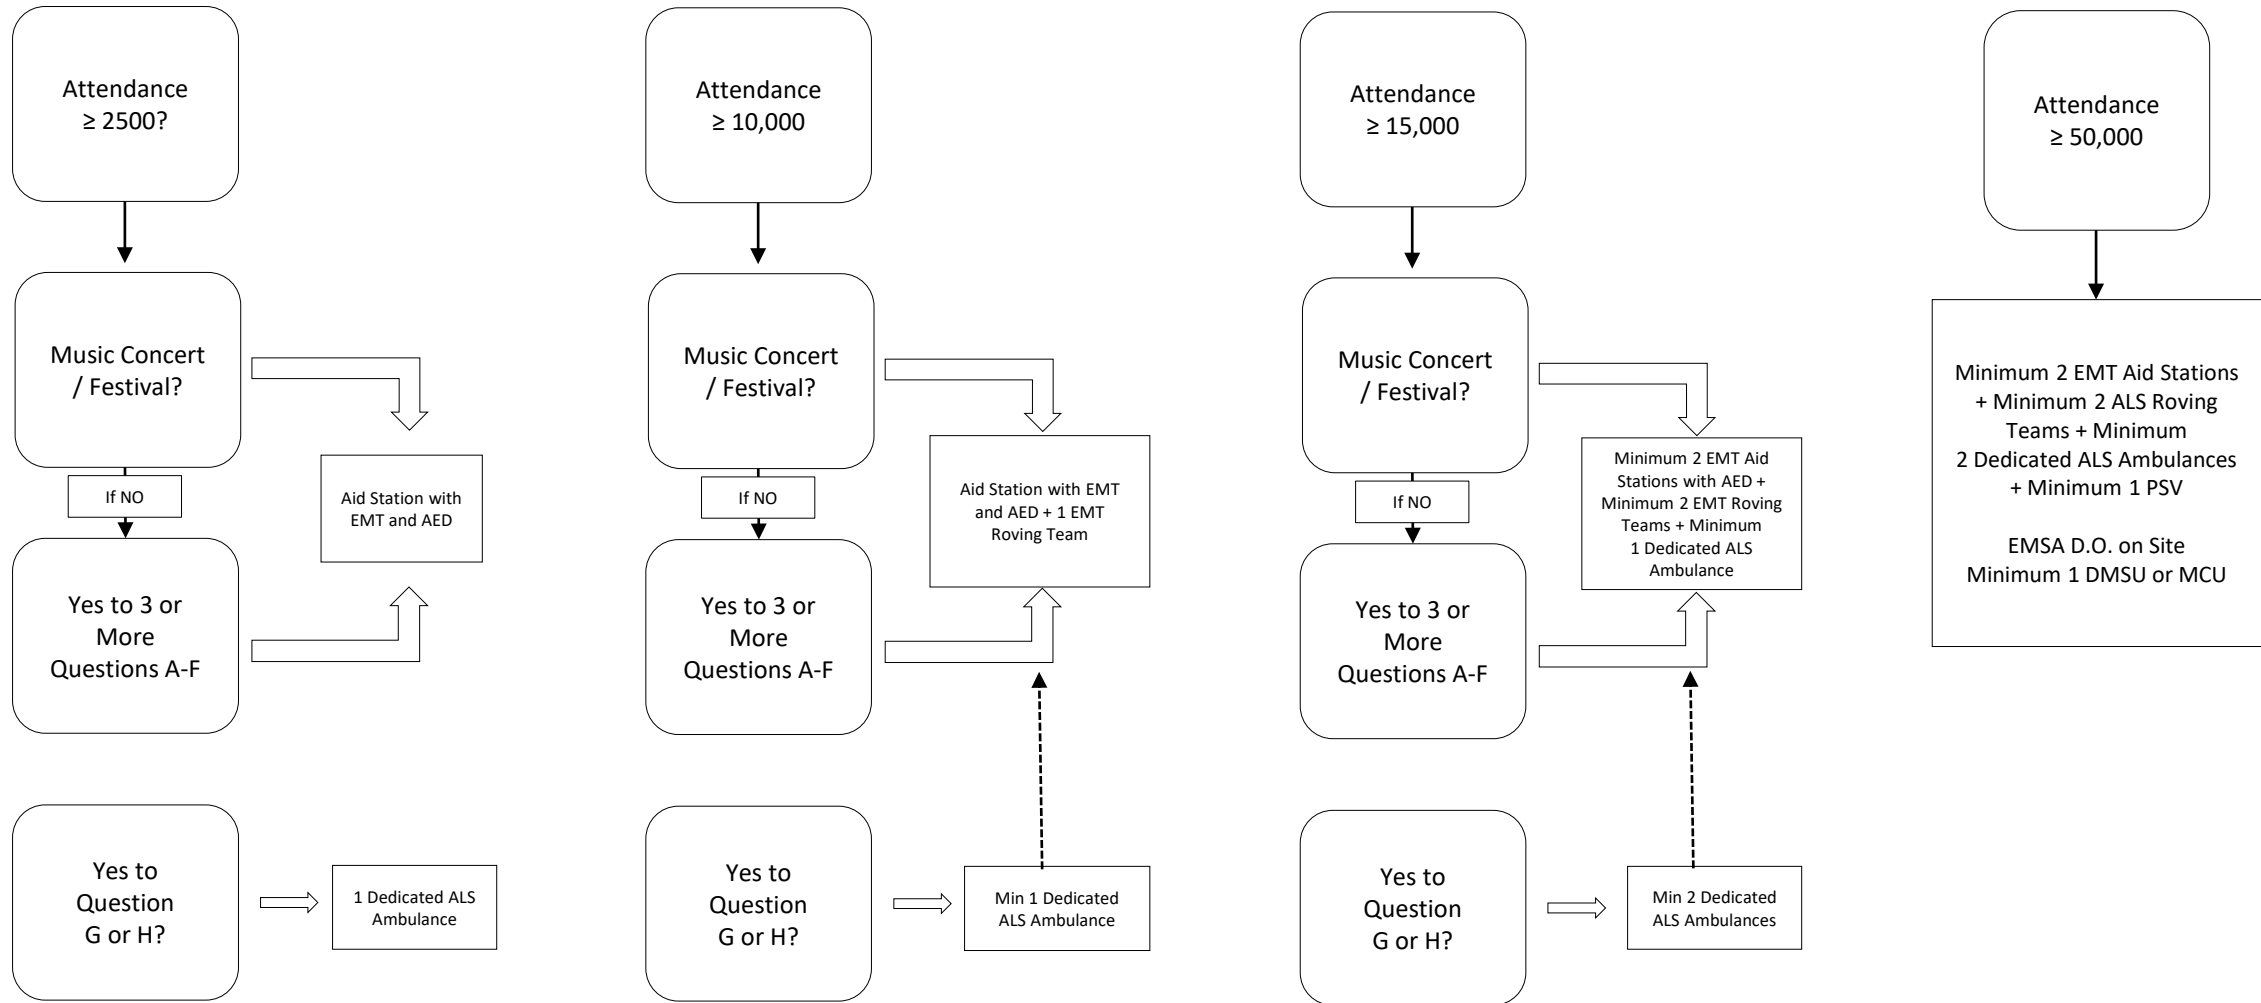 Attendance
≥ 2500?
Music Concert
/ Festival?
If NO
Aid Station with
EMT and AED
Yes to 3 or
More
Questions A-F
Yes to
Question
G or H?
1 Dedicated ALS
Ambulance
Attendance
≥ 10,000
Music Concert
/ Festival?
If NO
Aid Station with EMT
and AED + 1 EMT
Roving Team
Yes to 3 or
More
Questions A-F
Yes to
Question
G or H?
Min 1 Dedicated
ALS Ambulance
Attendance
≥ 15,000
Music Concert
/ Festival?
If NO
Minimum 2 EMT Aid
Stations with AED +
Minimum 2 EMT Roving
Teams + Minimum
1 Dedicated ALS
Ambulance
Yes to 3 or
More
Questions A-F
Yes to
Question
G or H?
Min 2 Dedicated
ALS Ambulances
Attendance
≥ 50,000
Minimum 2 EMT Aid Stations
+ Minimum 2 ALS Roving
Teams + Minimum
2 Dedicated ALS Ambulances
+ Minimum 1 PSV
EMSA D.O. on Site
Minimum 1 DMSU or MCU